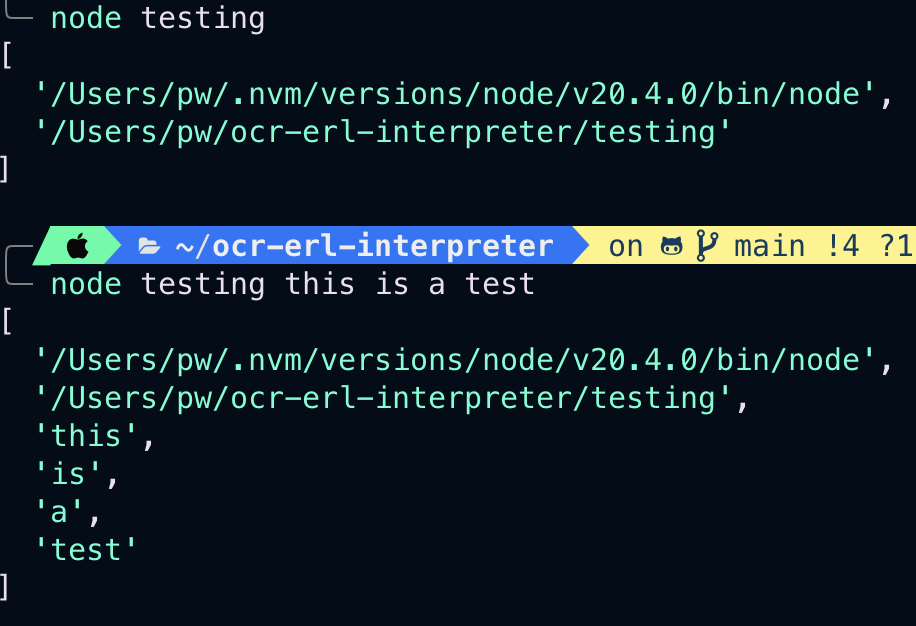 node testing
[
'/Users/pw/.nvm/versions/node/v20.4.0/bin/node',
'/Users/pw/ocr-erl-interpreter/testing'
]
~/ocr-erl-interpreter on main !4 ?1
node testing this is a test
[
'/Users/pw/.nvm/versions/node/v20.4.0/bin/node',
'/Users/pw/ocr-erl-interpreter/testing',
'this',
'is',
'a',
'test'
]